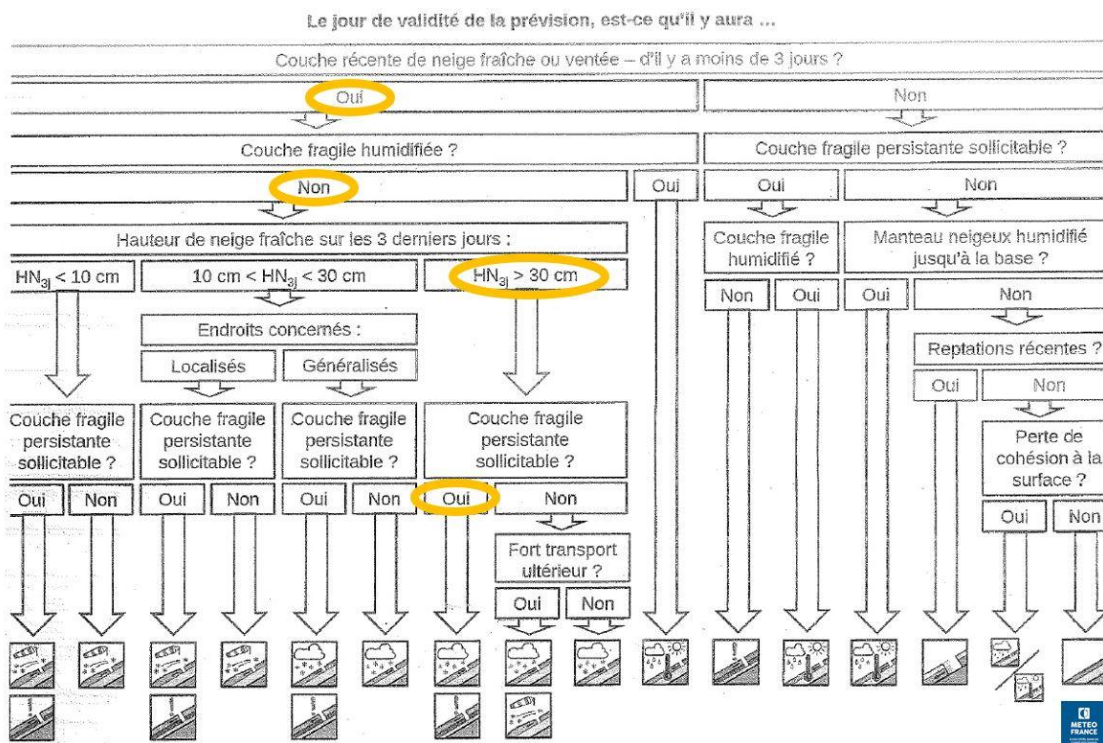 Le jour de validité de la prévision, est-ce qu'il y aura ...
Couche récente de neige fraîche ou ventée – d'il y a moins de 3 jours ?
Oui
Non
Couche fragile humidifiée ?
Couche fragile persistante sollicitable ?
Non
Oui
Oui
Non
Hauteur de neige fraîche sur les 3 derniers jours :
Couche fragile
humidifié ?
Manteau neigeux humidifié
jusqu'à la base ?
HN3j < 10 cm
10 cm < HN3j < 30 cm
HN3j > 30 cm
Non
Oui
Oui
Non
Endroits concernés :
Reptations récentes ?
Localisés
Généralisés
Oui
Non
Couche fragile
persistante
sollicitable ?
Couche fragile
persistante
sollicitable ?
Couche fragile
persistante
sollicitable ?
Couche fragile
persistante
sollicitable ?
Perte de
cohésion à la
surface ?
Oui
Non
Oui
Non
Oui
Non
Oui
Non
Oui
Non
Fort transport
ultérieur ?
Oui
Non
METEO
FRANCE